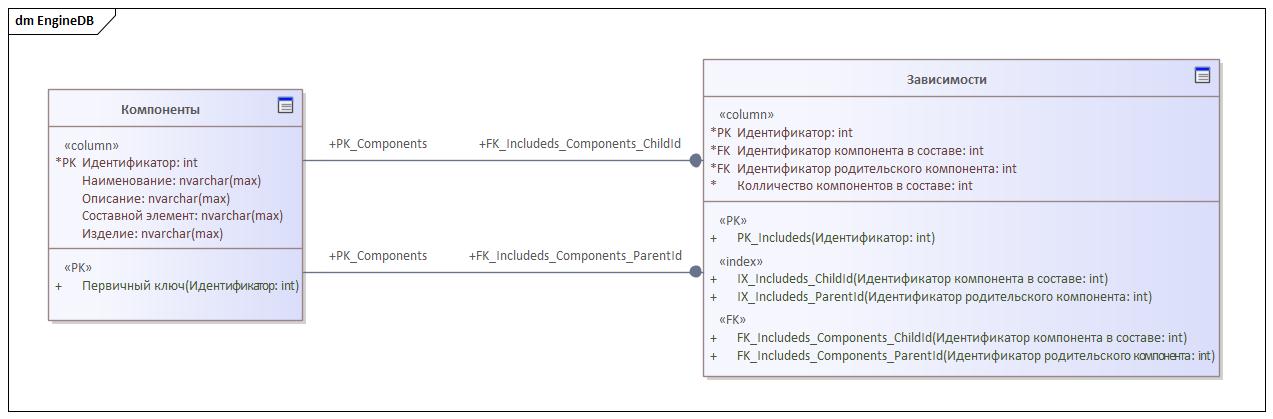 dm EngineDB
Компоненты
«column»
*PK Идентификатор: int
Наименование: nvarchar(max)
Описание: nvarchar(max)
Составной элемент: nvarchar(max)
Изделие: nvarchar(max)
«PK»
+ Первичный ключ(Идентификатор: int)
+PK_Components
+FK_Includeds_Components_ChildId
+PK_Components
+FK_Includeds_Components_ParentId
Зависимости
«column»
*PK Идентификатор: int
*FK Идентификатор компонента в составе: int
*FK Идентификатор родительского компонента: int
* Колличество компонентов в составе: int
«PK»
+ PK_Includeds(Идентификатор: int)
«index»
+ IX_Includeds_ChildId(Идентификатор компонента в составе: int)
+ IX_Includeds_ParentId(Идентификатор родительского компонента: int)
«FK»
+ FK_Includeds_Components_ChildId(Идентификатор компонента в составе: int)
+ FK_Includeds_Components_ParentId(Идентификатор родительского компонента: int)